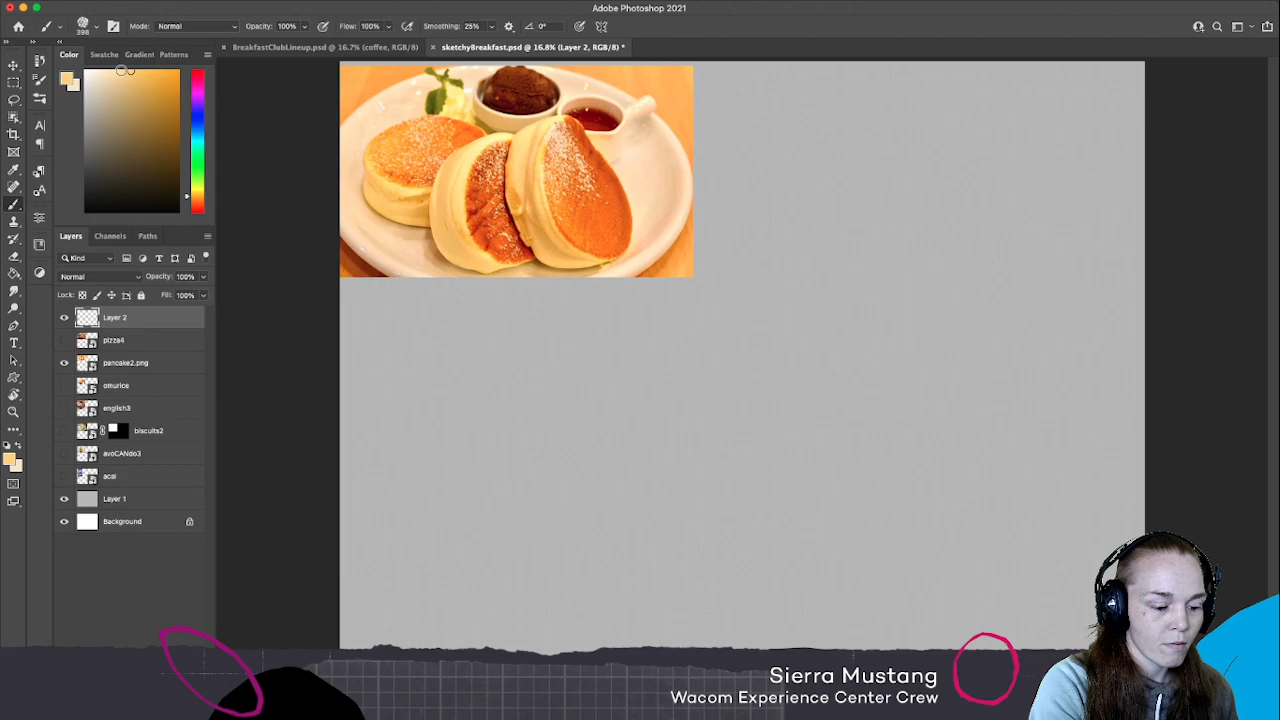 Adobe Photoshop 2021
398
Mode: Normal
Opacity: 100%
Flow: 100%
Smoothing: 25%
0°
Color
Swatche
Gradient
Patterns
× BreakfastClubLineup.psd @ 16.7% (coffee, RGB/8)
× sketchyBreakfast.psd @ 16.8% (Layer 2, RGB/8) *
Layers
Channels
Paths
Kind
Normal
Opacity: 100%
Lock:
Fill: 100%
Layer 2
pizza4
pancake2.png
omurice
english3
biscuits2
avoCANdo3
acai
Layer 1
Background
Sierra Mustang
Wacom Experience Center Crew